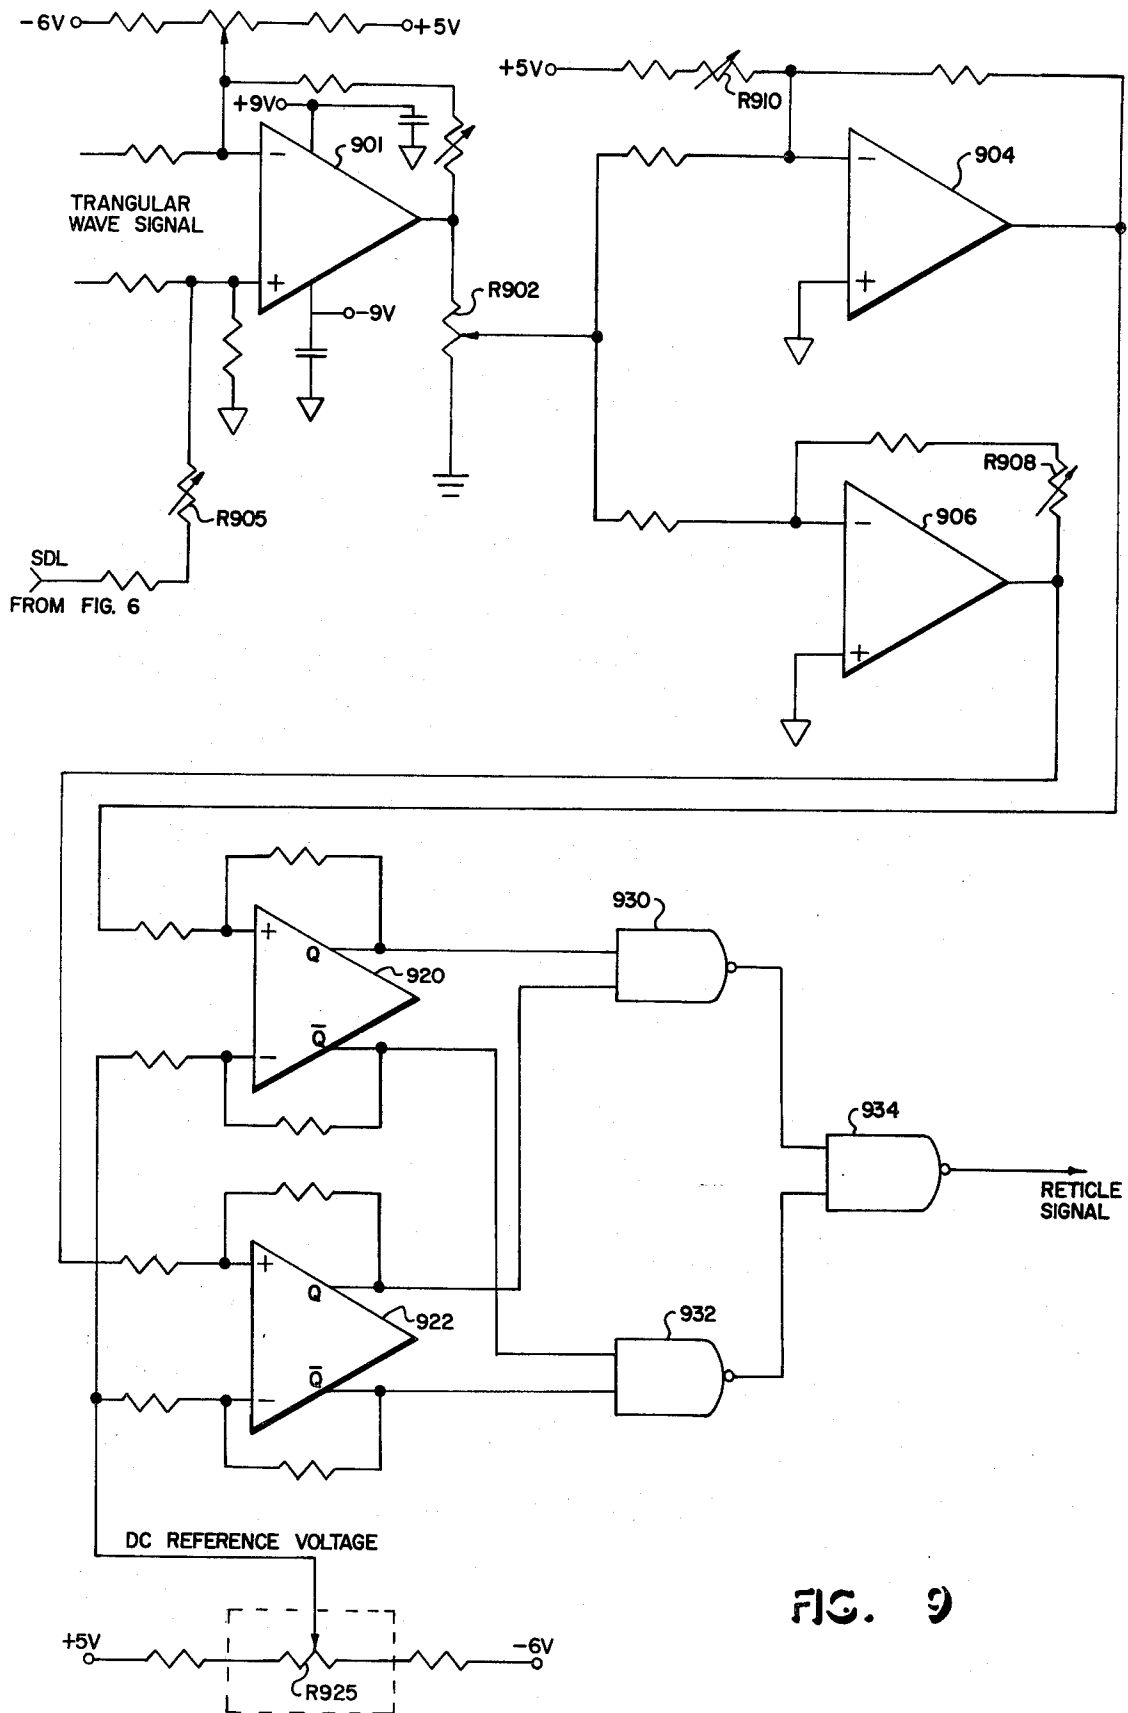 -6V
+5V
+9V
-
901
TRANGULAR
WAVE SIGNAL
+
-9V
R902
R905
SDL
FROM FIG. 6
+5V
R910
-
904
+
R908
-
906
+
+
Q
920
Q̅
-
+
Q
922
Q̅
-
930
932
934
RETICLE
SIGNAL
DC REFERENCE VOLTAGE
+5V
-6V
R925
FIG. 9